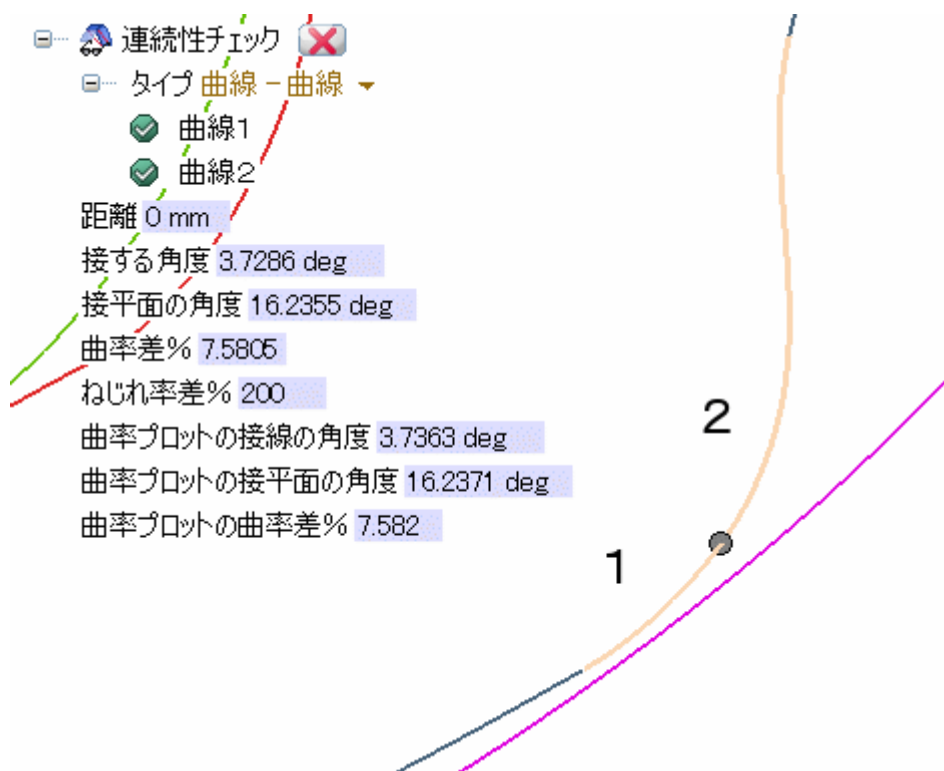 連続性チェック
タイプ 曲線 - 曲線
曲線1
曲線2
距離 0 mm
接する角度 3.7286 deg
接平面の角度 16.2355 deg
曲率差% 7.5805
ねじれ率差% 200
曲率プロットの接線の角度 3.7363 deg
曲率プロットの接平面の角度 16.2371 deg
曲率プロットの曲率差% 7.582
2
1